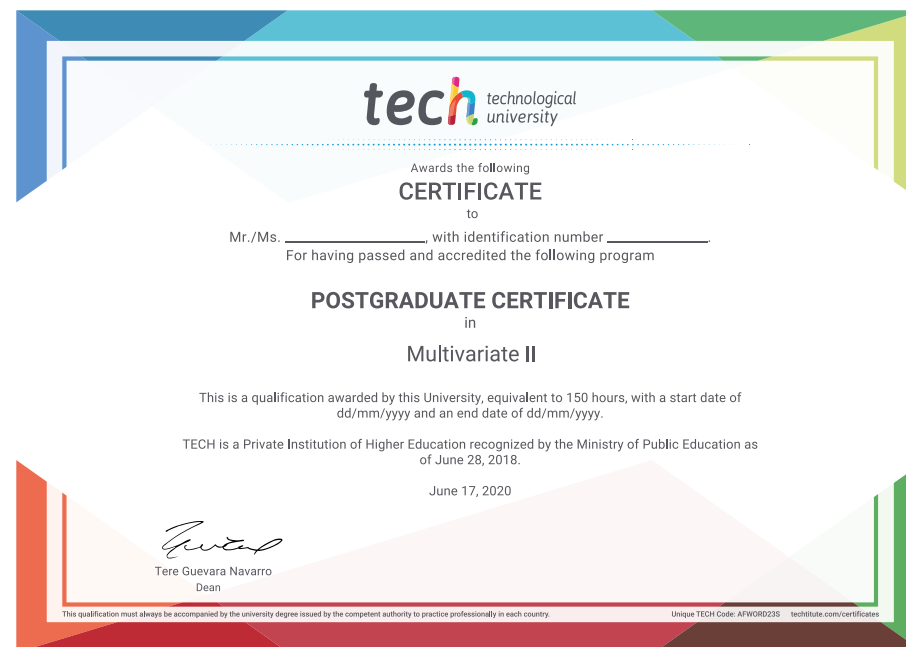 tech technological
university
Awards the following
CERTIFICATE
to
Mr./Ms. ____________________, with identification number ______________.
For having passed and accredited the following program
POSTGRADUATE CERTIFICATE
in
Multivariate II
This is a qualification awarded by this University, equivalent to 150 hours, with a start date of
dd/mm/yyyy and an end date of dd/mm/yyyy.
TECH is a Private Institution of Higher Education recognized by the Ministry of Public Education as
of June 28, 2018.
June 17, 2020
Tere Guevara Navarro
Dean
This qualification must always be accompanied by the university degree issued by the competent authority to practice professionally in each country. Unique TECH Code: AFWORD23S techtitute.com/certificates